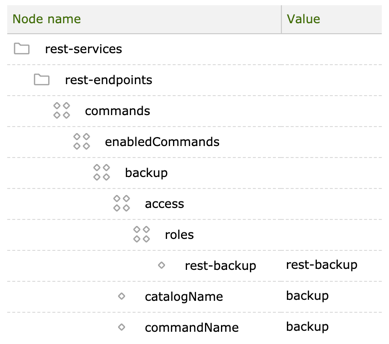 Node name Value
rest-services
rest-endpoints
commands
enabledCommands
backup
access
roles
rest-backup rest-backup
catalogName backup
commandName backup